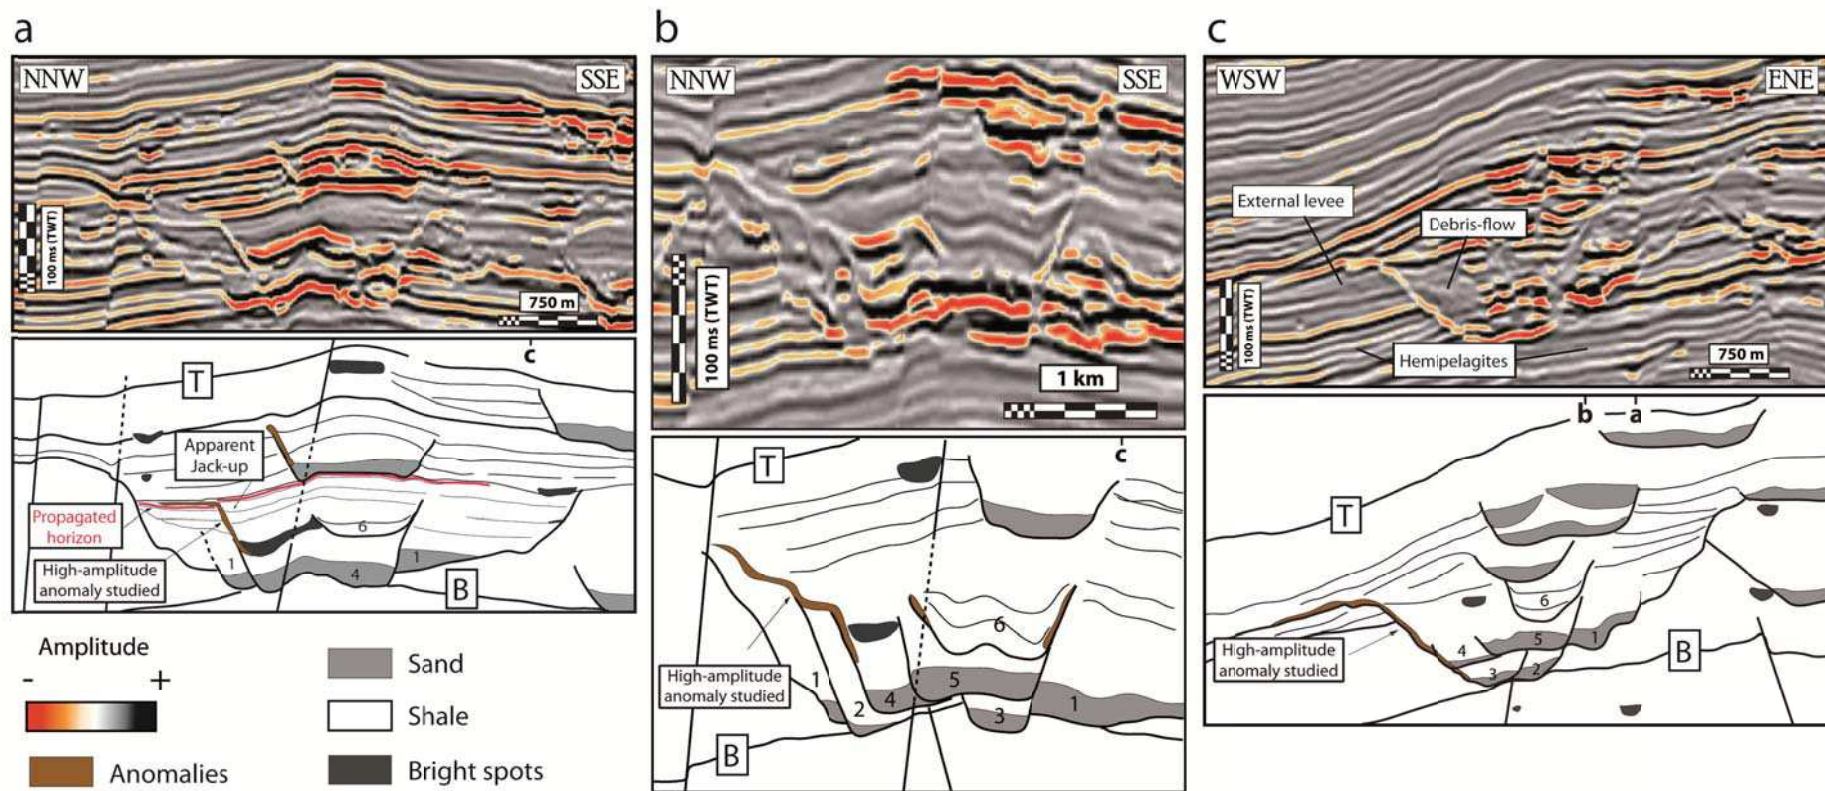 a
NNW
SSE
100 ms (TWT)
750 m
c
T
Apparent
Jack-up
Propagated
horizon
High-amplitude
anomaly studied
1
6
4
1
B
Amplitude
-
+
Anomalies
Sand
Shale
Bright spots
b
NNW
SSE
100 ms (TWT)
1 km
c
T
High-amplitude
anomaly studied
1
2
4
5
6
3
1
B
c
WSW
ENE
External levee
Debris-flow
100 ms (TWT)
Hemipelagites
750 m
b
a
T
High-amplitude
anomaly studied
6
5
1
4
3
2
B